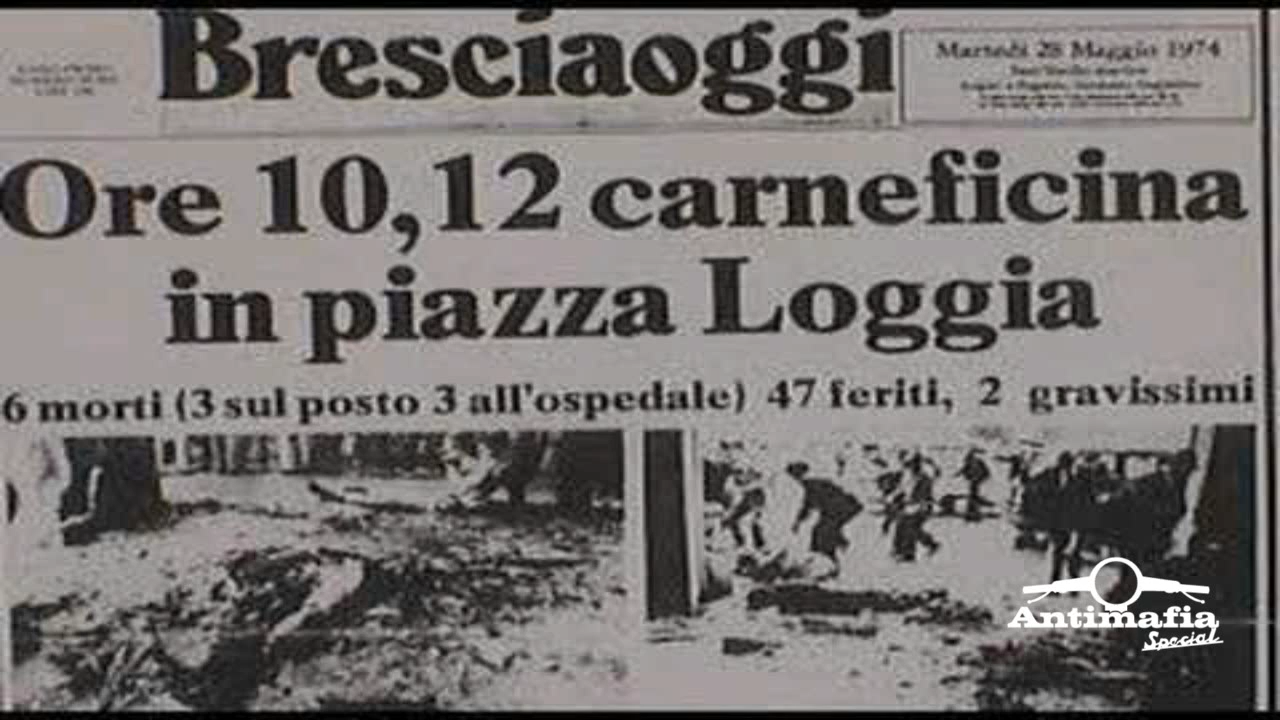 Bresciaoggi
Martedì 28 Maggio 1974
Ore 10,12 carneficina
in piazza Loggia
6 morti (3 sul posto 3 all'ospedale) 47 feriti, 2 gravissimi
Antimafia
Special